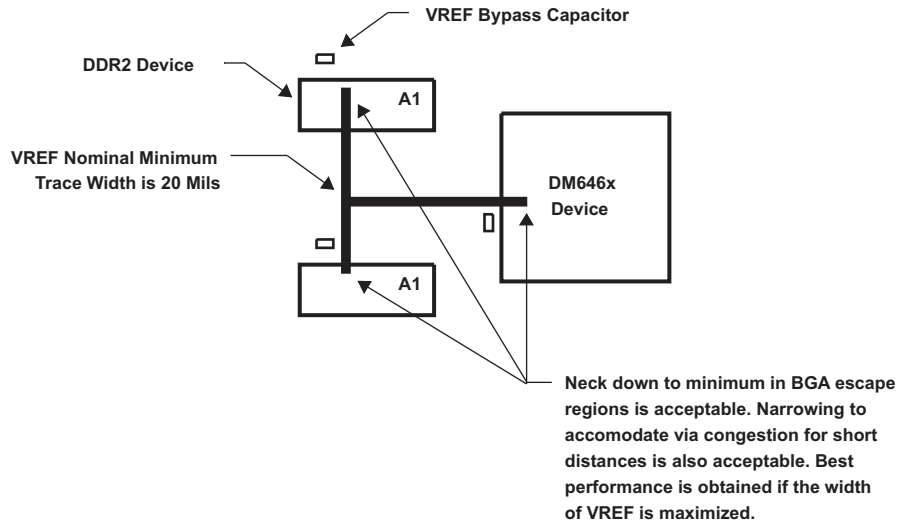 VREF Bypass Capacitor
DDR2 Device
A1
VREF Nominal Minimum
Trace Width is 20 Mils
DM646x
Device
A1
Neck down to minimum in BGA escape
regions is acceptable. Narrowing to
accomodate via congestion for short
distances is also acceptable. Best
performance is obtained if the width
of VREF is maximized.